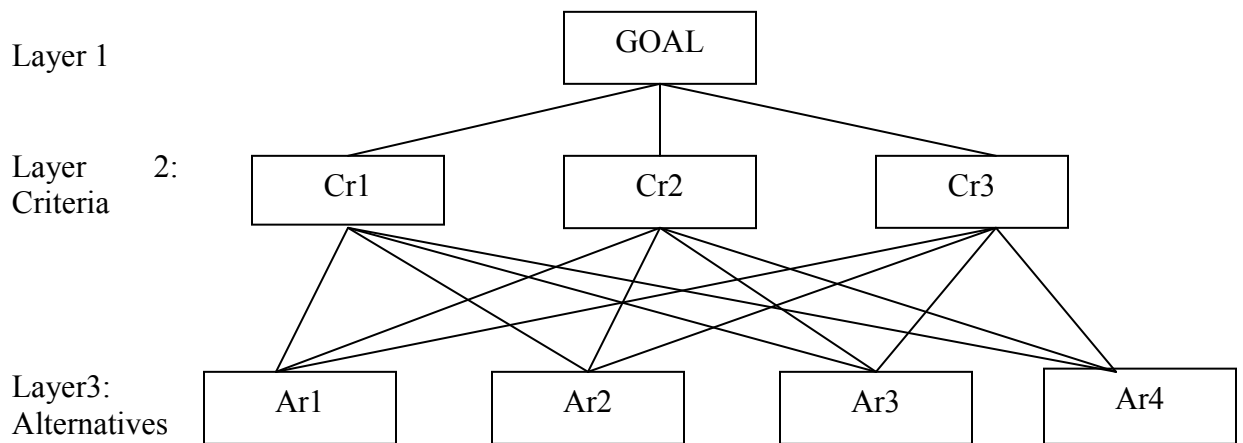 Layer 1
GOAL
Layer 2:
Criteria
Cr1
Cr2
Cr3
Layer3:
Alternatives
Ar1
Ar2
Ar3
Ar4